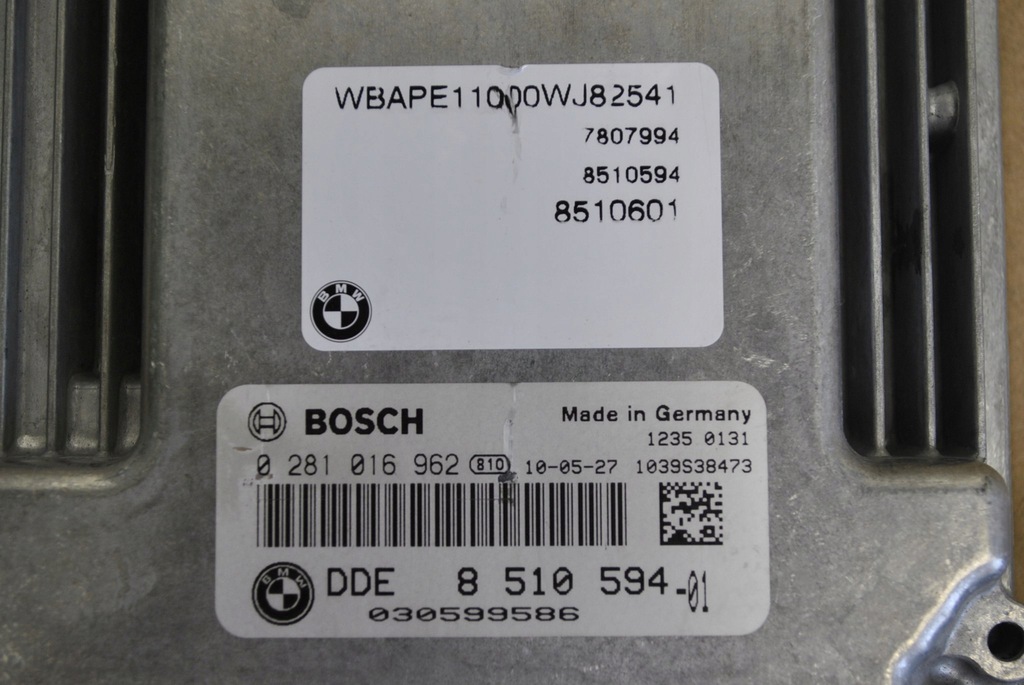 WBAPE11000WJ82541
7807994
8510594
8510601
BMW
BOSCH
Made in Germany
1235 0131
0 281 016 962 810 10-05-27 1039S38473
BMW DDE 8 510 594-01
030599586